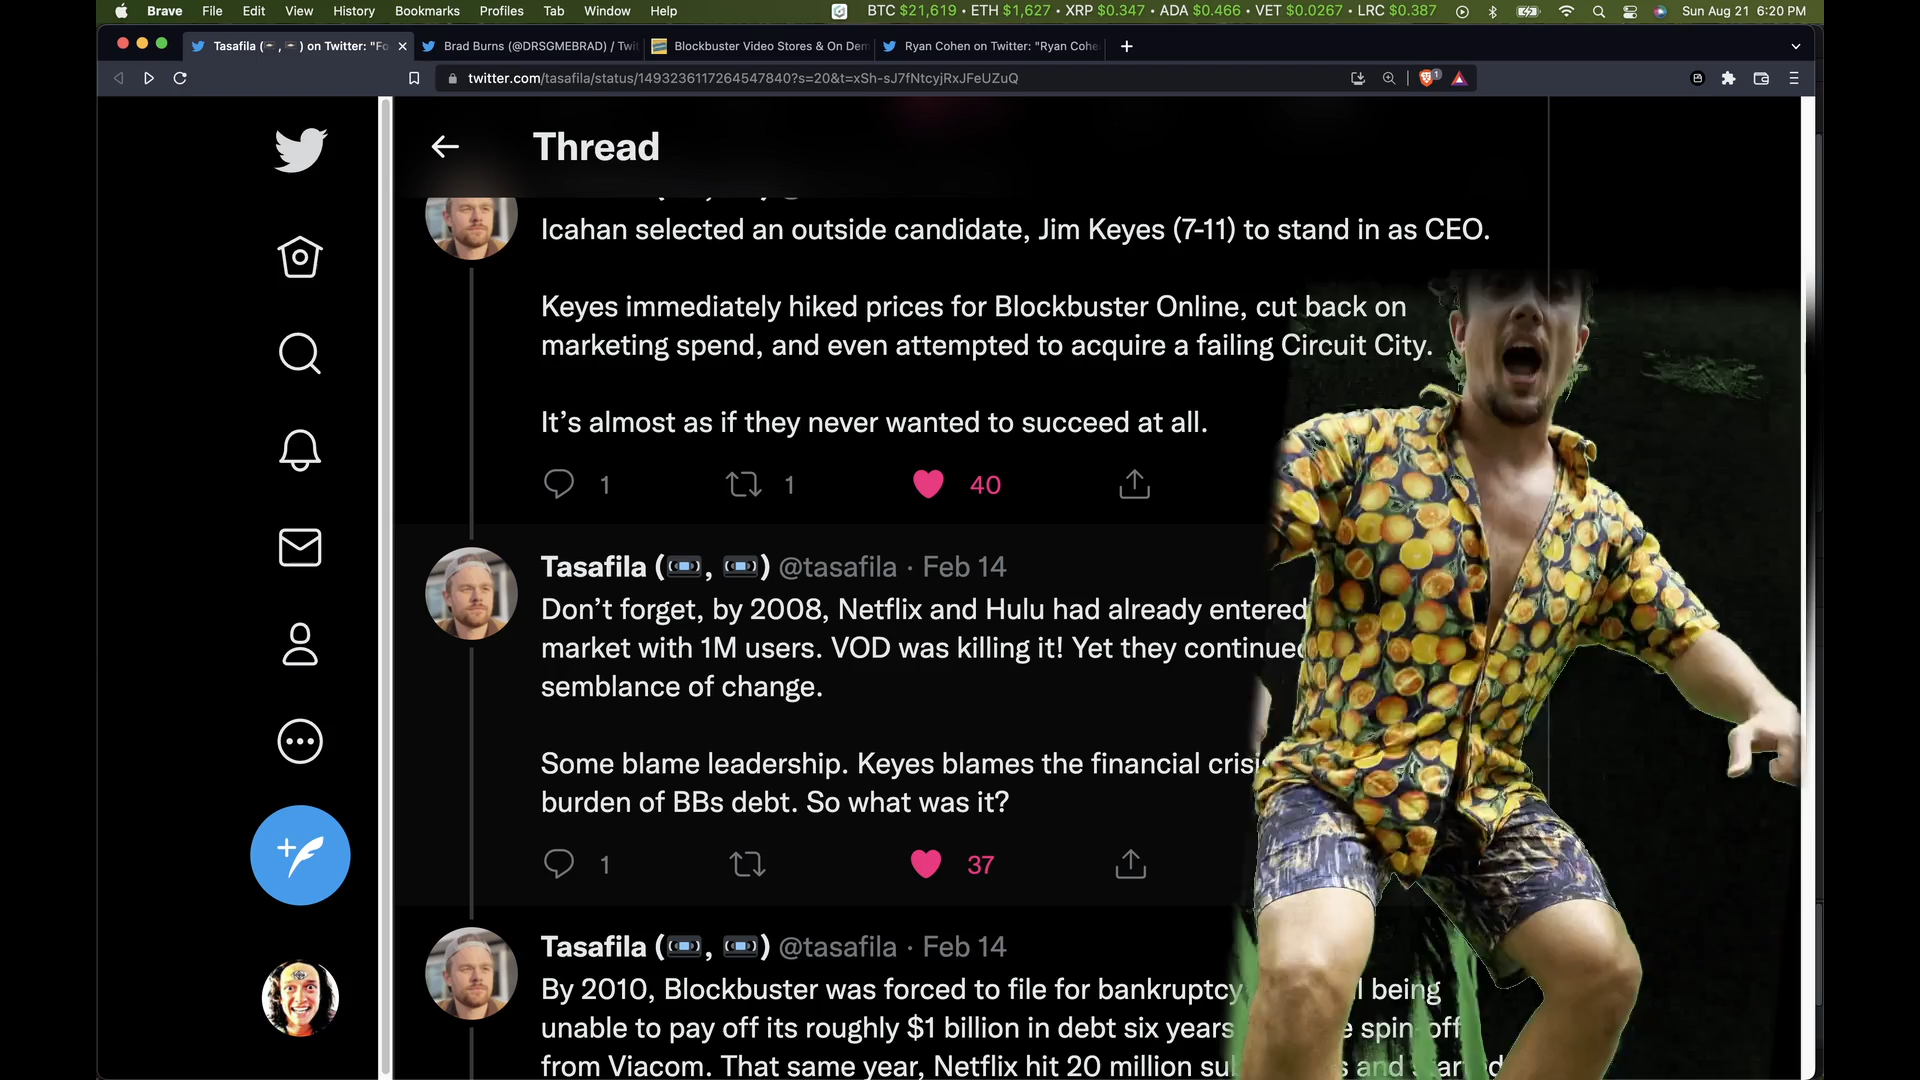 Brave File Edit View History Bookmarks Profiles Tab Window Help BTC $21,619 • ETH $1,627 • XRP $0.347 • ADA $0.466 • VET $0.0267 • LRC $0.387 Sun Aug 21 6:20 PM
Tasafila (📼, 📼) on Twitter: "Fo Brad Burns (@DRSGMEBRAD) / Twit Blockbuster Video Stores & On Dem Ryan Cohen on Twitter: "Ryan Cohe
twitter.com/tasafila/status/1493236117264547840?s=20&t=xSh-sJ7fNtcyjRxJFeUZuQ 1
Thread
Icahan selected an outside candidate, Jim Keyes (7-11) to stand in as CEO.
Keyes immediately hiked prices for Blockbuster Online, cut back on
marketing spend, and even attempted to acquire a failing Circuit City.
It's almost as if they never wanted to succeed at all.
1 1 40
Tasafila (📼, 📼) @tasafila · Feb 14
Don't forget, by 2008, Netflix and Hulu had already entered
market with 1M users. VOD was killing it! Yet they continued
semblance of change.
Some blame leadership. Keyes blames the financial
burden of BBs debt. So what was it?
1 37
Tasafila (📼, 📼) @tasafila · Feb 14
By 2010, Blockbuster was forced to file for bankruptcy being
unable to pay off its roughly $1 billion in debt six years spin-off
from Viacom. That same year, Netflix hit 20 million and